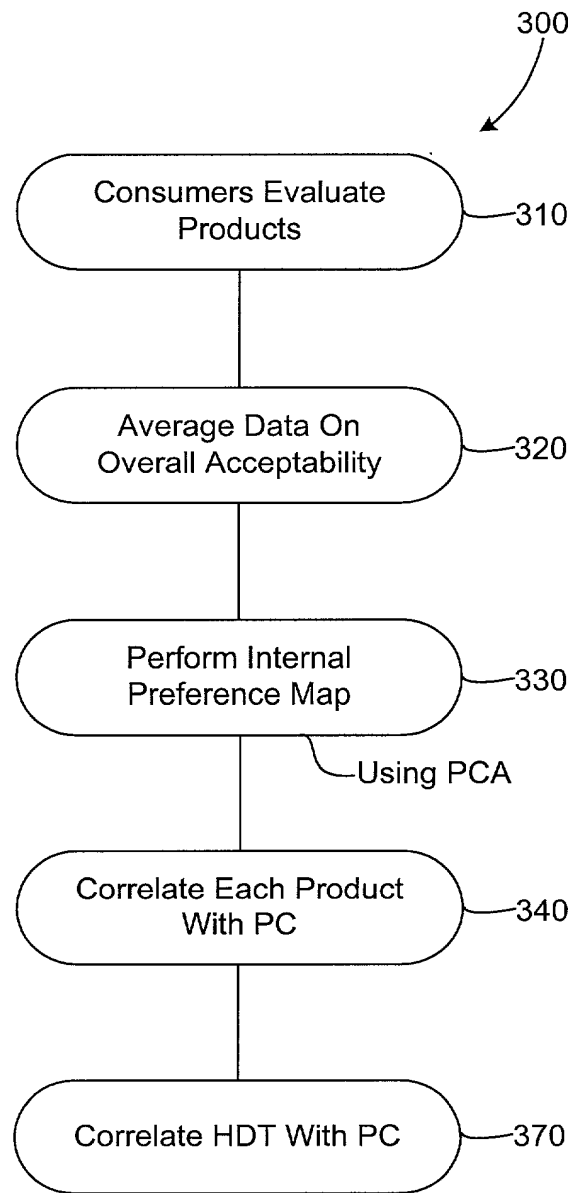 300
Consumers Evaluate
Products
310
Average Data On
Overall Acceptability
320
Perform Internal
Preference Map
330
Using PCA
Correlate Each Product
With PC
340
Correlate HDT With PC
370